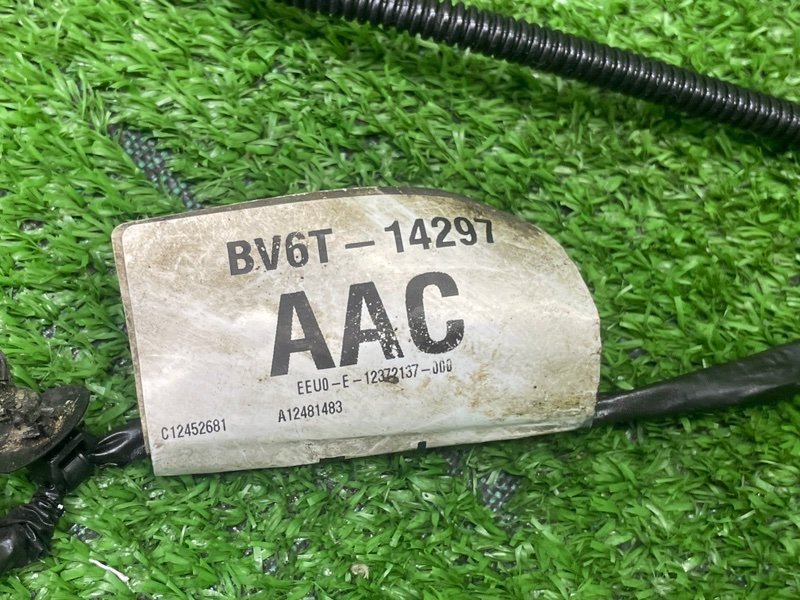 BV6T-14297
AAC
EEU0-E-12372137-000
A12481483
C12452681